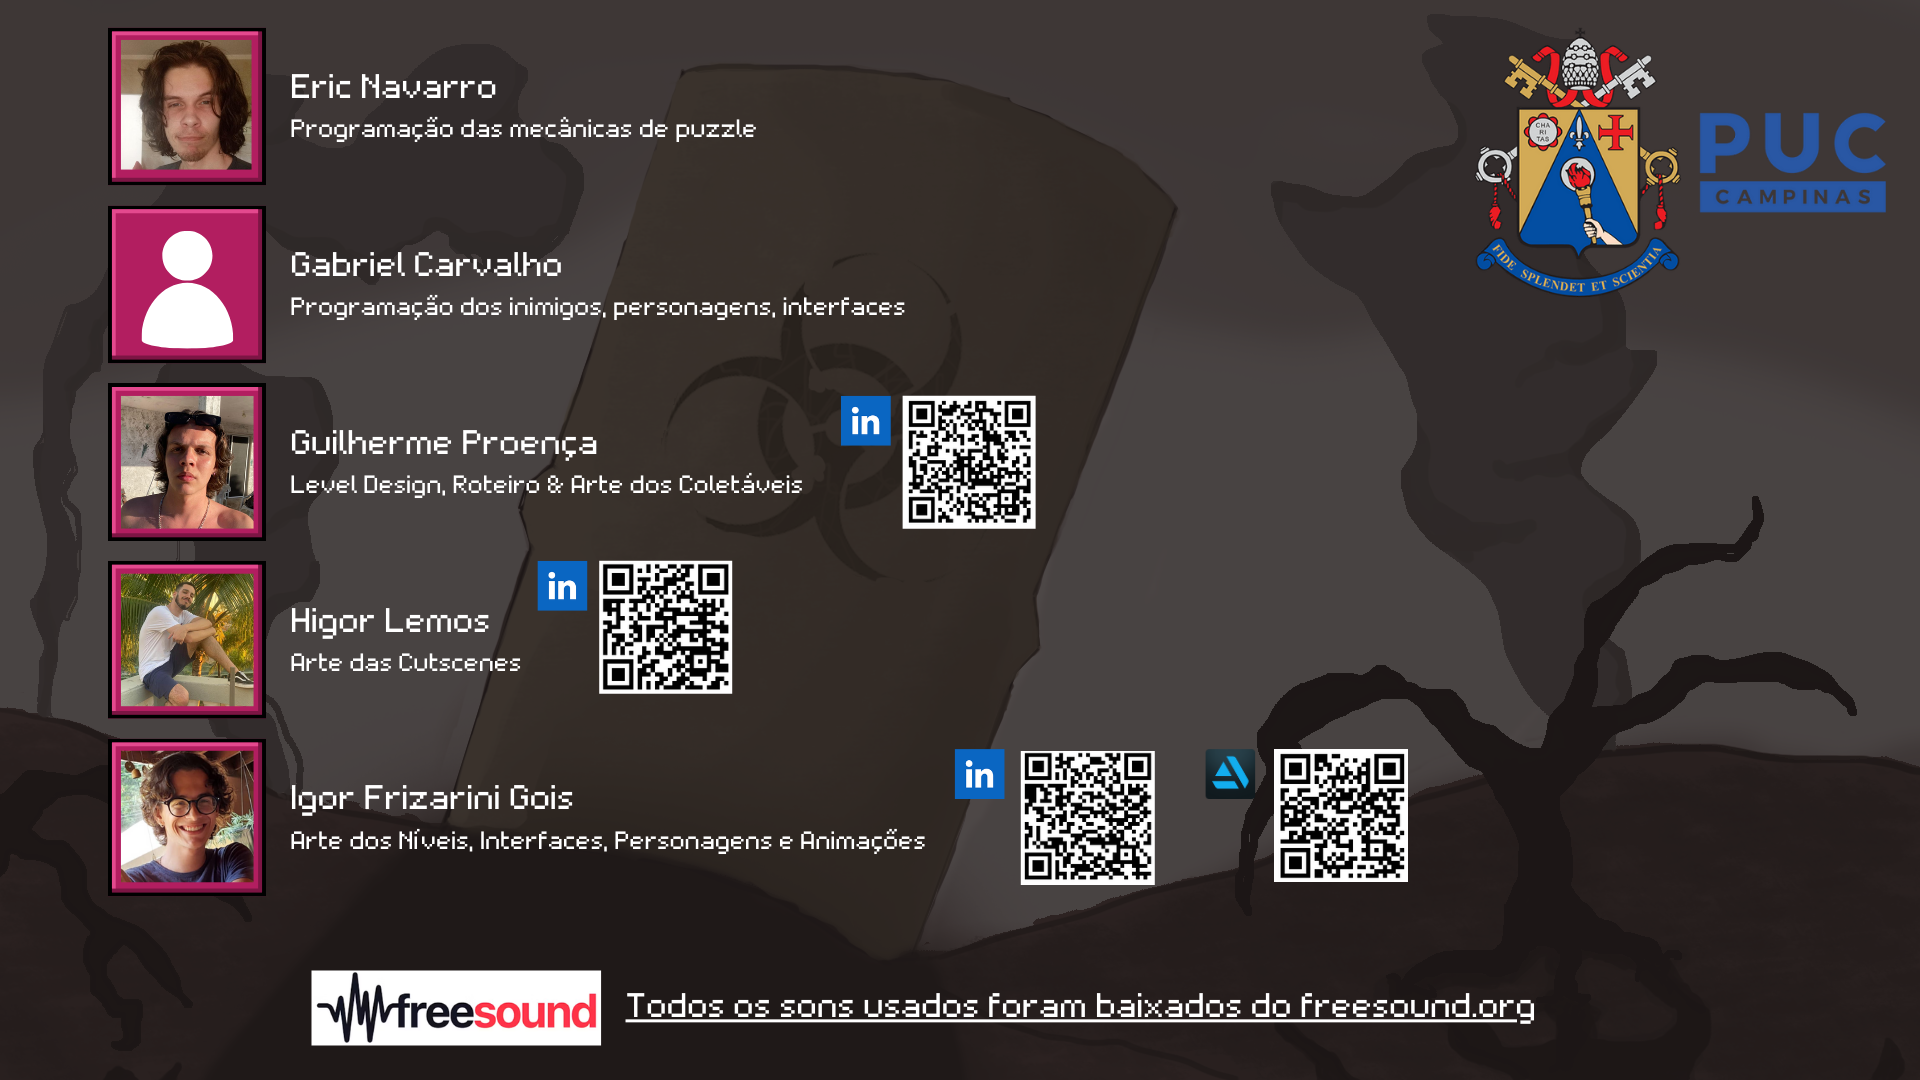 Eric Navarro
Programação das mecânicas de puzzle
CHA
RI
TAS
PUC
CAMPINAS
FIDE SPLENDET ET SCIENTIA
Gabriel Carvalho
Programação dos inimigos, personagens, interfaces
Guilherme Proença
Level Design, Roteiro & Arte dos Coletáveis
in
Higor Lemos
Arte das Cutscenes
in
Igor Frizarini Gois
Arte dos Níveis, Interfaces, Personagens e Animações
in
freesound
Todos os sons usados foram baixados do freesound.org